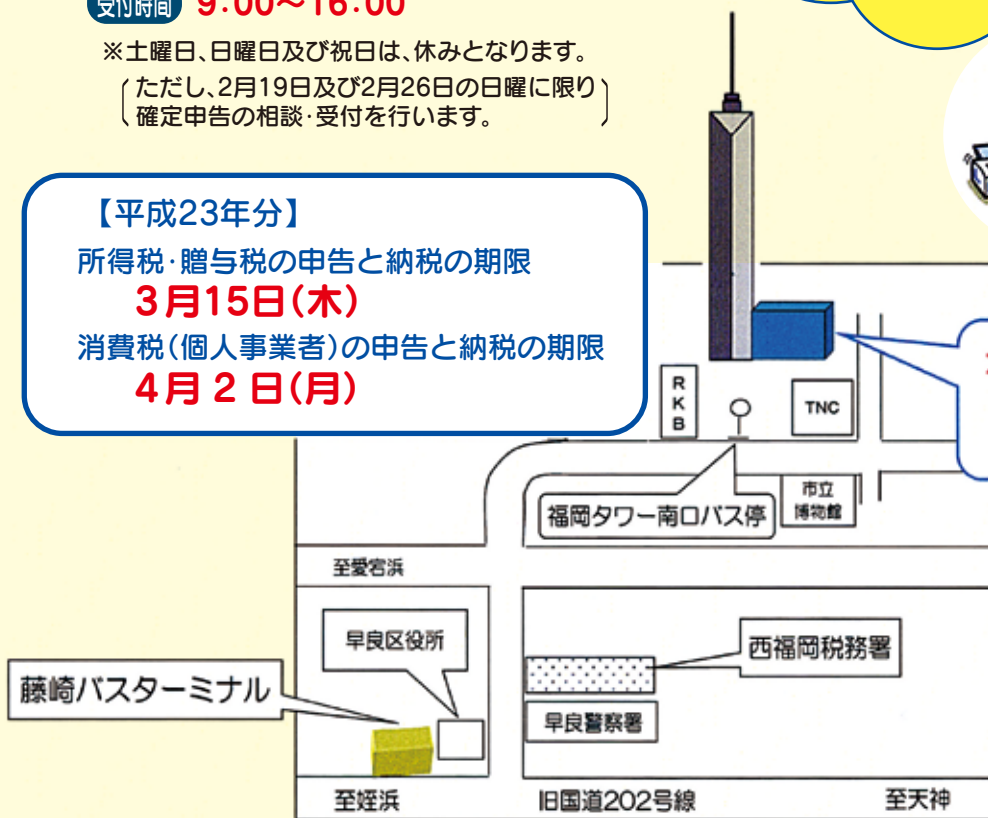 受付時間 9:00～16:00
※土曜日、日曜日及び祝日は、休みとなります。
ただし、2月19日及び2月26日の日曜に限り
確定申告の相談・受付を行います。
【平成23年分】
所得税・贈与税の申告と納税の期限
3月15日(木)
消費税(個人事業者)の申告と納税の期限
4月2日(月)
RKB
TNC
福岡タワー南口バス停
市立
博物館
至愛宕浜
早良区役所
西福岡税務署
藤崎バスターミナル
早良警察署
至姪浜
旧国道202号線
至天神